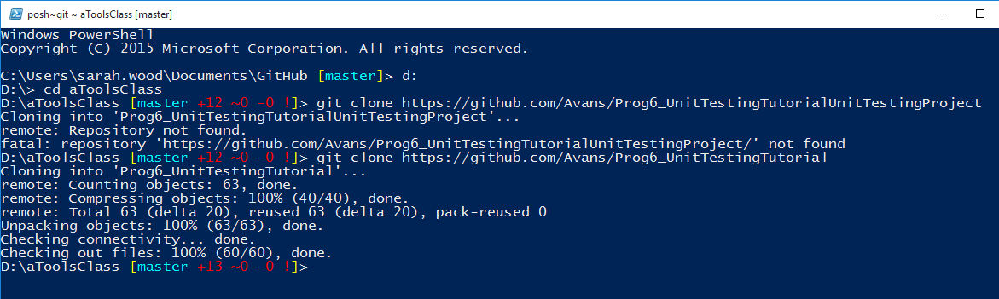 posh~git ~ aToolsClass [master]
Windows PowerShell
Copyright (C) 2015 Microsoft Corporation. All rights reserved.
C:\Users\sarah.wood\Documents\GitHub [master]> d:
D:\> cd aToolsClass
D:\aToolsClass [master +12 ~0 -0 !]> git clone https://github.com/Avans/Prog6_UnitTestingTutorialUnitTestingProject
Cloning into 'Prog6_UnitTestingTutorialUnitTestingProject'...
remote: Repository not found.
fatal: repository 'https://github.com/Avans/Prog6_UnitTestingTutorialUnitTestingProject/' not found
D:\aToolsClass [master +12 ~0 -0 !]> git clone https://github.com/Avans/Prog6_UnitTestingTutorial
Cloning into 'Prog6_UnitTestingTutorial'...
remote: Counting objects: 63, done.
remote: Compressing objects: 100% (40/40), done.
remote: Total 63 (delta 20), reused 63 (delta 20), pack-reused 0
Unpacking objects: 100% (63/63), done.
Checking connectivity... done.
Checking out files: 100% (60/60), done.
D:\aToolsClass [master +13 ~0 -0 !]>